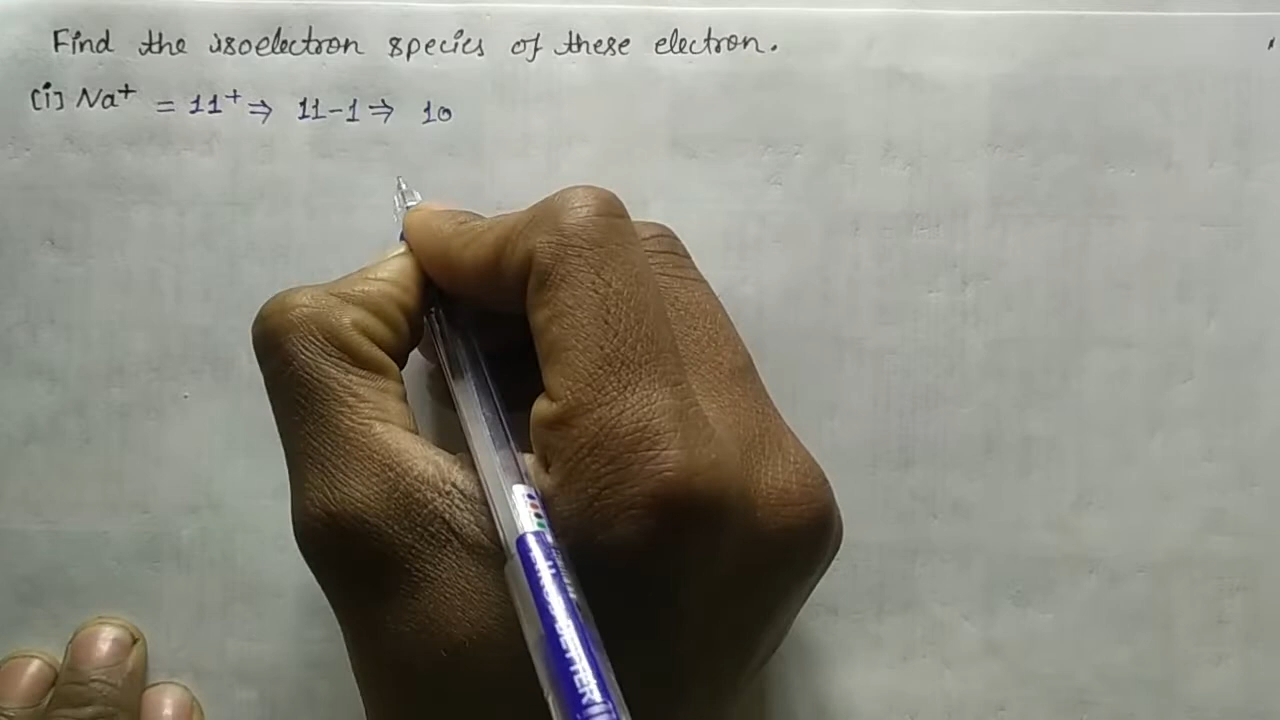 Find the isoelectron species of these electron.
(i) Na⁺ = 11⁺ ⇒ 11-1 ⇒ 10